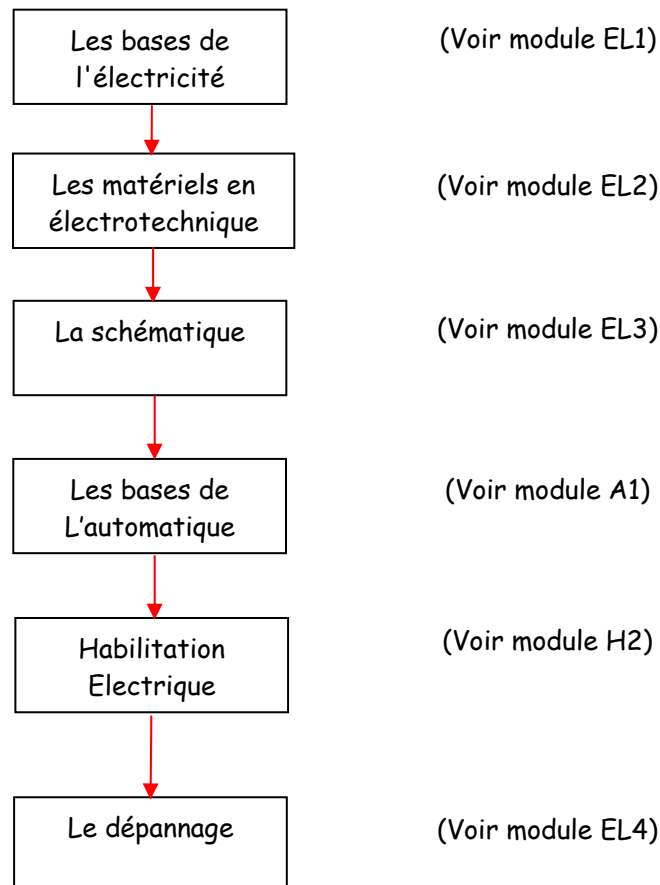 Les bases de
l'électricité
(Voir module EL1)
Les matériels en
électrotechnique
(Voir module EL2)
La schématique
(Voir module EL3)
Les bases de
L’automatique
(Voir module A1)
Habilitation
Electrique
(Voir module H2)
Le dépannage
(Voir module EL4)